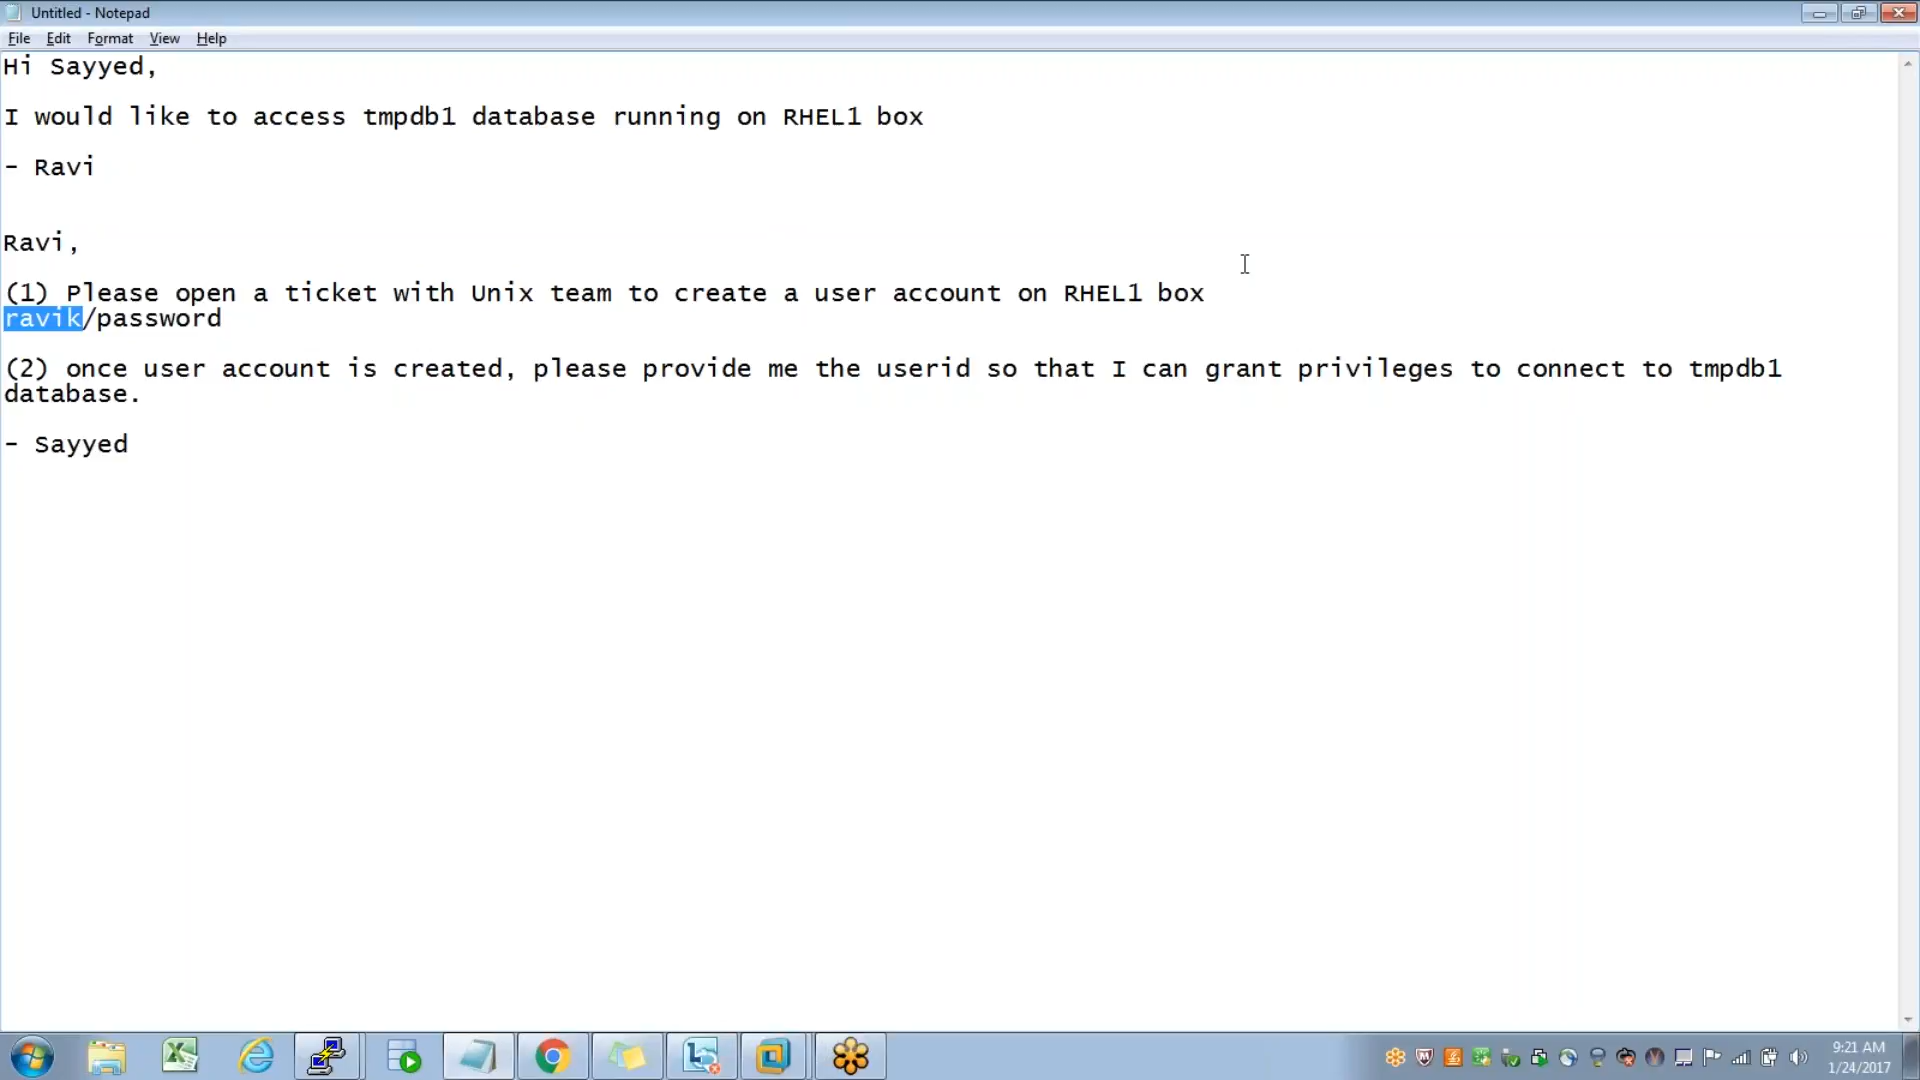 Untitled - Notepad
File Edit Format View Help
Hi Sayyed,
I would like to access tmpdb1 database running on RHEL1 box
- Ravi
Ravi,
(1) Please open a ticket with Unix team to create a user account on RHEL1 box
ravik/password
(2) once user account is created, please provide me the userid so that I can grant privileges to connect to tmpdb1
database.
- Sayyed
9:21 AM
1/24/2017